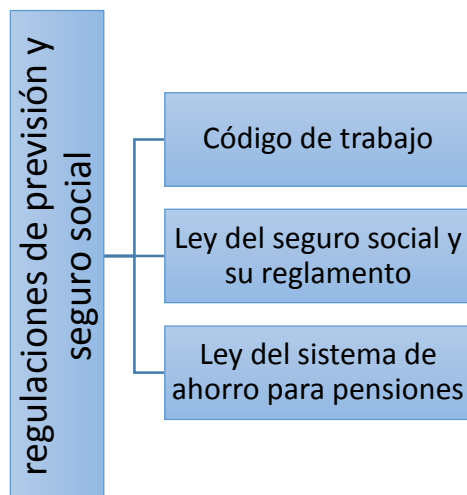 regulaciones de previsión y
seguro social
Código de trabajo
Ley del seguro social y
su reglamento
Ley del sistema de
ahorro para pensiones